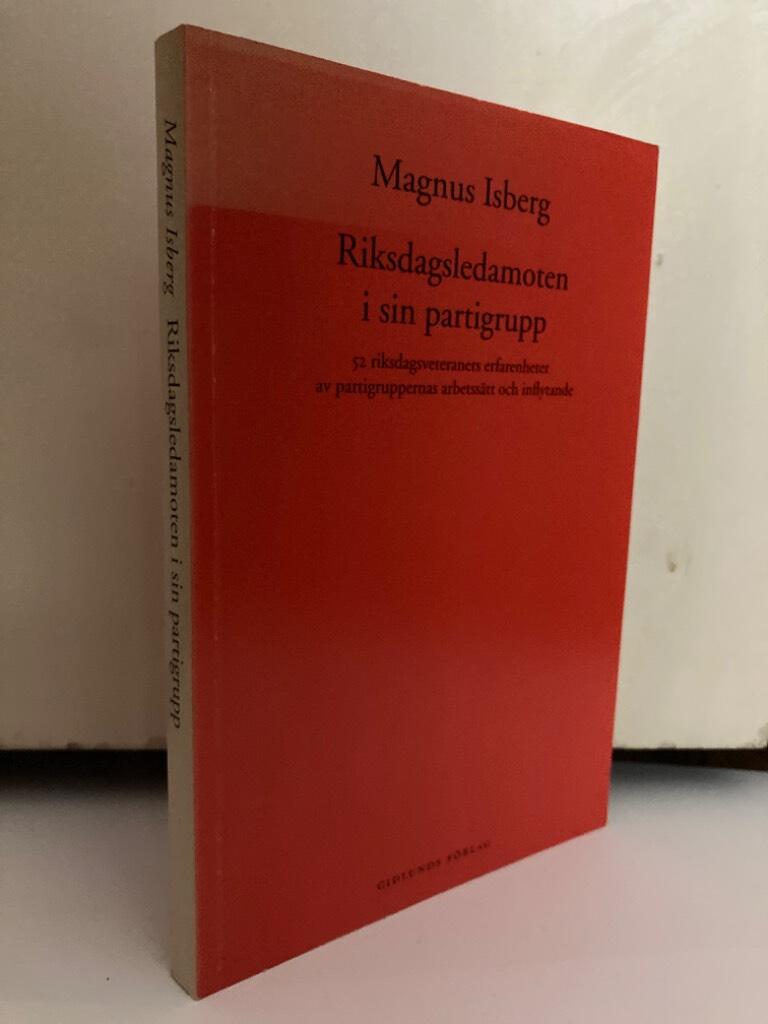 Magnus Isberg
Riksdagsledamoten
i sin partigrupp
52 riksdagsveteraners erfarenheter
av partigruppernas arbetssätt och inflytande
GIDLUNDS FÖRLAG
Magnus Isberg Riksdagsledamoten i sin partigrupp